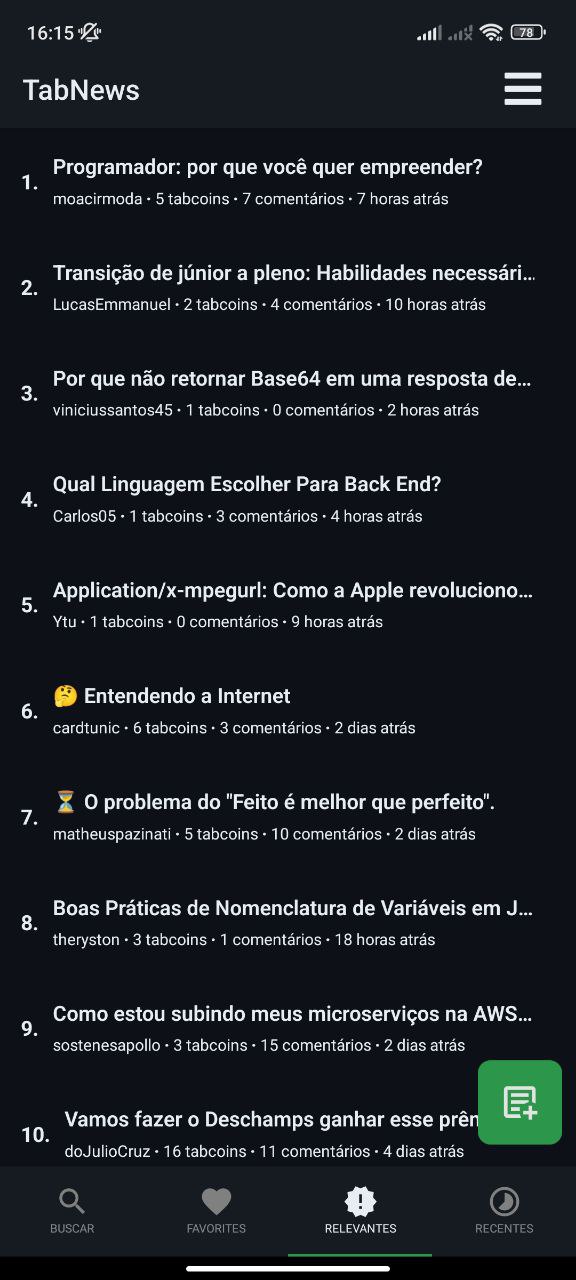 16:15
78
TabNews
1.
Programador: por que você quer empreender?
moacirmoda • 5 tabcoins • 7 comentários • 7 horas atrás
2.
Transição de júnior a pleno: Habilidades necessári…
LucasEmmanuel • 2 tabcoins • 4 comentários • 10 horas atrás
3.
Por que não retornar Base64 em uma resposta de…
viniciussantos45 • 1 tabcoins • 0 comentários • 2 horas atrás
4.
Qual Linguagem Escolher Para Back End?
Carlos05 • 1 tabcoins • 3 comentários • 4 horas atrás
5.
Application/x-mpegurl: Como a Apple revoluciono…
Ytu • 1 tabcoins • 0 comentários • 9 horas atrás
6.
🤔 Entendendo a Internet
cardtunic • 6 tabcoins • 3 comentários • 2 dias atrás
7.
⏳ O problema do "Feito é melhor que perfeito".
matheuspazinati • 5 tabcoins • 10 comentários • 2 dias atrás
8.
Boas Práticas de Nomenclatura de Variáveis em J…
theryston • 3 tabcoins • 1 comentários • 18 horas atrás
9.
Como estou subindo meus microserviços na AWS…
sostenesapollo • 3 tabcoins • 15 comentários • 2 dias atrás
10.
Vamos fazer o Deschamps ganhar esse prên
doJulioCruz • 16 tabcoins • 11 comentários • 4 dias atrás
BUSCAR
FAVORITES
RELEVANTES
RECENTES